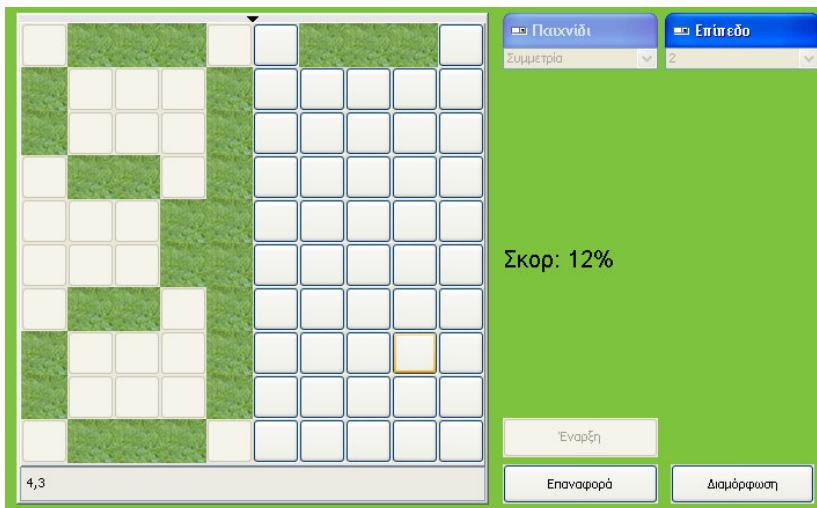 Παιχνίδι
Επίπεδο
Συμμετρία
2
Σκορ: 12%
Έναρξη
4,3
Επαναφορά
Διαμόρφωση